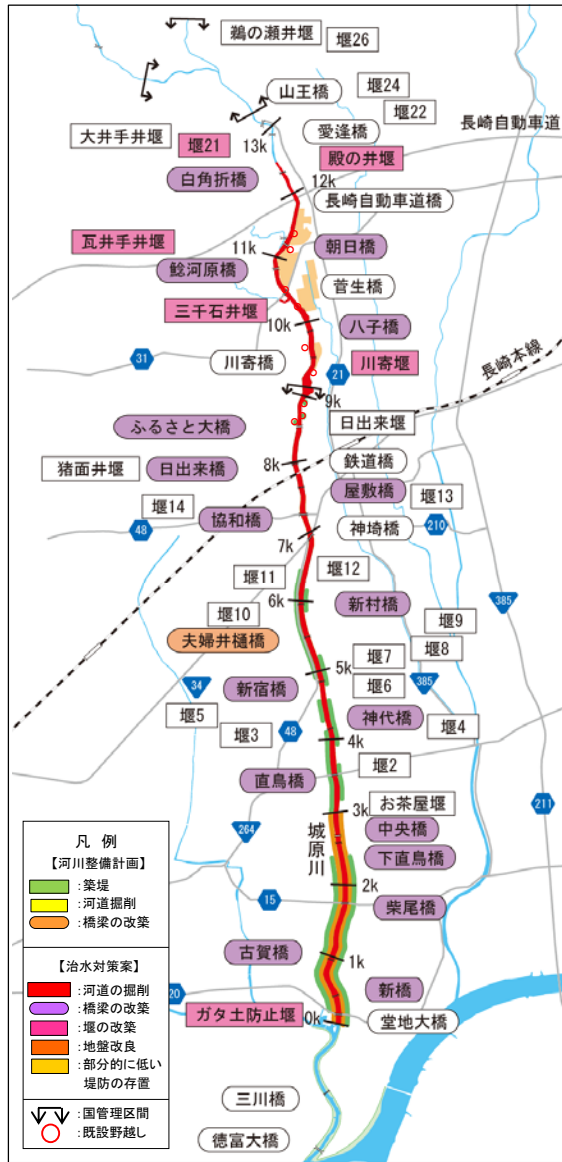 鵜の瀬井堰
堰26
山王橋
堰24
堰22
大井手井堰
堰21
13k
愛逢橋
長崎自動車道
殿の井堰
白角折橋
12k
長崎自動車道橋
瓦井手井堰
11k
朝日橋
鯰河原橋
菅生橋
三千石井堰
10k
八子橋
31
川寄橋
21
川寄堰
長崎本線
9k
ふるさと大橋
日出来堰
猪面井堰
日出来橋
8k
鉄道橋
屋敷橋
堰14
堰13
48
協和橋
7k
神埼橋
210
堰11
堰12
385
堰10
6k
新村橋
堰9
夫婦井樋橋
堰8
堰7
5k
34
新宿橋
堰6
385
堰5
堰3
48
神代橋
堰4
4k
堰2
直鳥橋
211
3k
お茶屋堰
264
城原川
中央橋
下直鳥橋
2k
15
柴尾橋
古賀橋
1k
新橋
20
ガタ土防止堰
0k
堂地大橋
三川橋
徳富大橋
凡 例
【河川整備計画】
:築堤
:河道掘削
:橋梁の改築
【治水対策案】
:河道の掘削
:橋梁の改築
:堰の改築
:地盤改良
:部分的に低い
堤防の存置
:国管理区間
:既設野越し